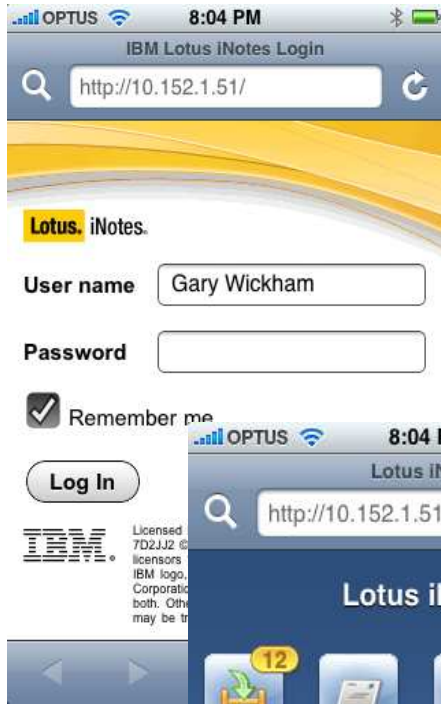 OPTUS 8:04 PM
IBM Lotus iNotes Login
http://10.152.1.51/
Lotus. iNotes.
User name Gary Wickham
Password
Remember me
Log In
IBM.
Licensed
7D2JJ2 ©
licensors
IBM logo,
Corporatio
both. Othe
may be tr
OPTUS 8:04
Lotus iN
http://10.152.1.51
Lotus i
12